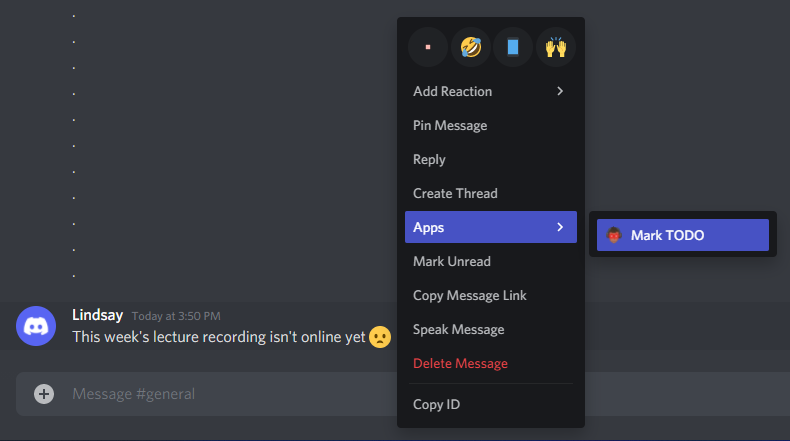 .
.
.
.
.
.
.
.
.
.
.
Add Reaction
Pin Message
Reply
Create Thread
Apps
Mark TODO
Mark Unread
Lindsay Today at 3:50 PM
This week's lecture recording isn't online yet
Copy Message Link
Speak Message
Delete Message
Message #general
Copy ID